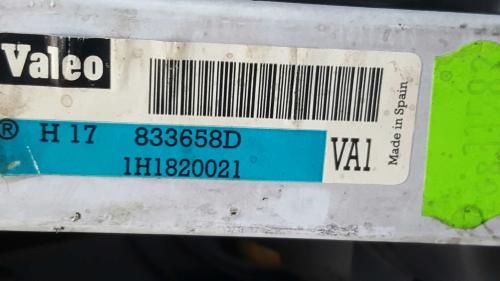 Valeo
® H 17 833658D
1H1820021
VA1
Made in Spain